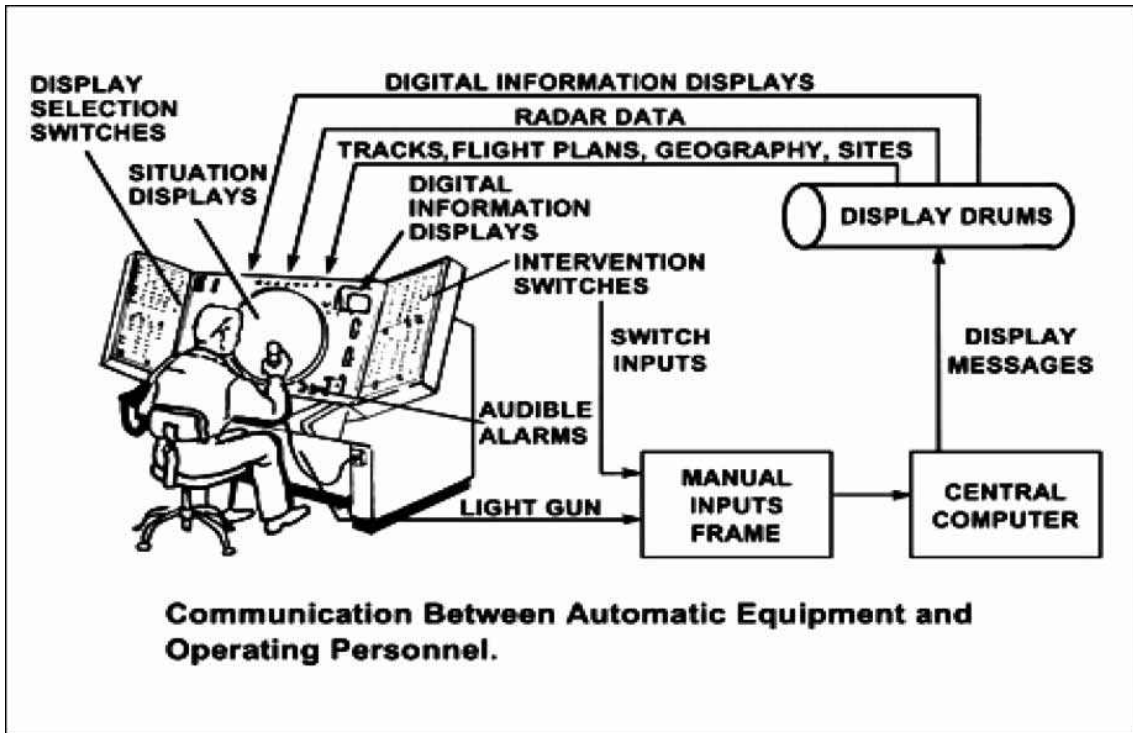 DISPLAY
SELECTION
SWITCHES
SITUATION
DISPLAYS
DIGITAL INFORMATION DISPLAYS
RADAR DATA
TRACKS, FLIGHT PLANS, GEOGRAPHY, SITES
DIGITAL
INFORMATION
DISPLAYS
DISPLAY DRUMS
INTERVENTION
SWITCHES
SWITCH
INPUTS
DISPLAY
MESSAGES
AUDIBLE
ALARMS
LIGHT GUN
MANUAL
INPUTS
FRAME
CENTRAL
COMPUTER
Communication Between Automatic Equipment and
Operating Personnel.